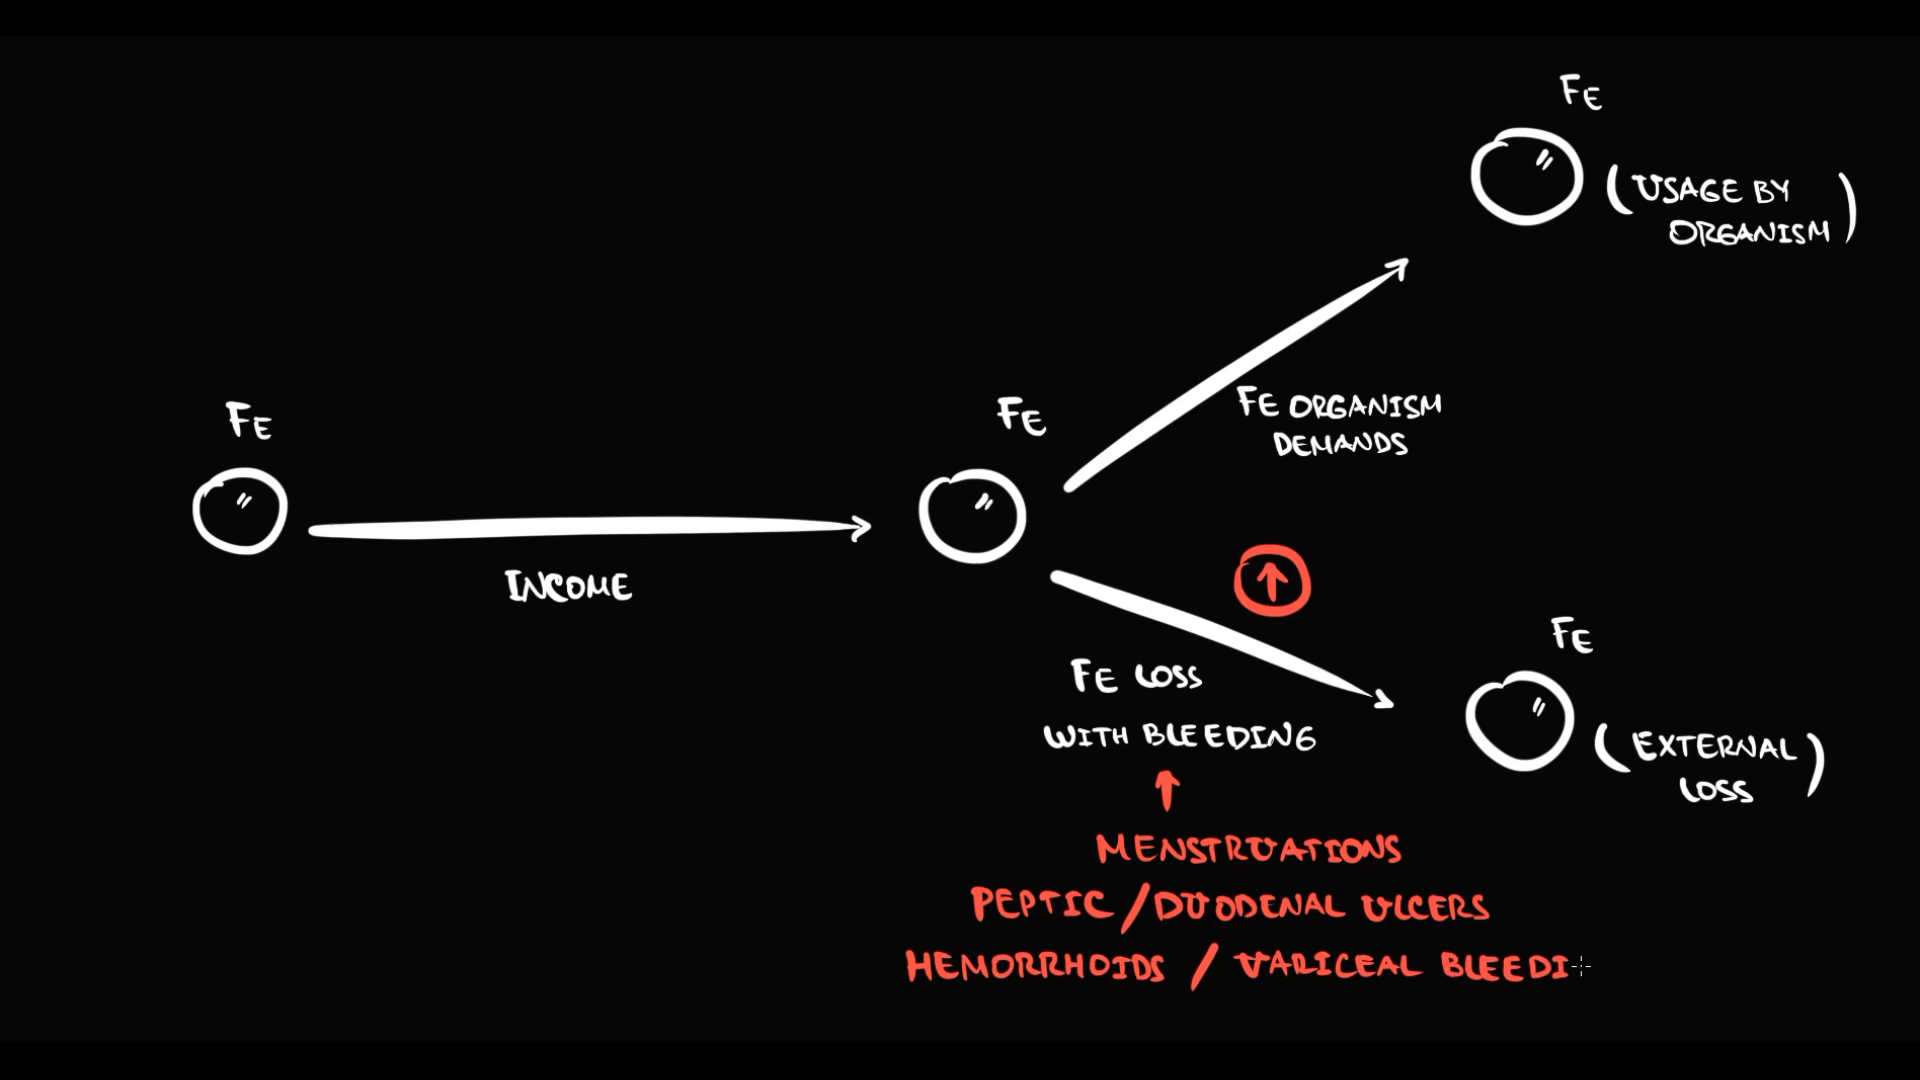 FE
(USAGE BY
ORGANISM)
FE
FE
FE ORGANISM
DEMANDS
INCOME
FE
FE LOSS
WITH BLEEDING
(EXTERNAL
LOSS)
MENSTRUATIONS
PEPTIC / DUODENAL ULCERS
HEMORRHOIDS / VARICEAL BLEEDI